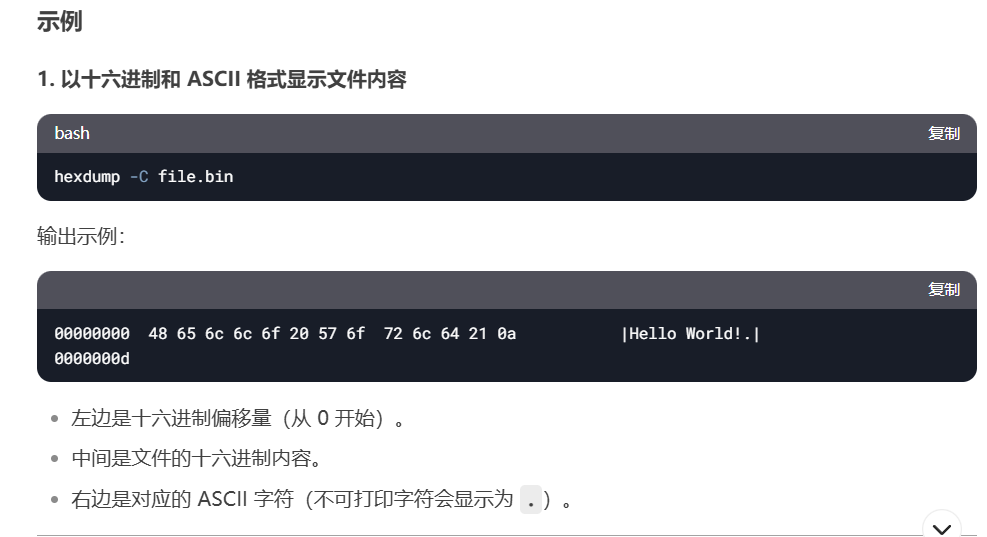 示例
1. 以十六进制和 ASCII 格式显示文件内容
bash 复制
hexdump -C file.bin
输出示例：
复制
00000000  48 65 6c 6c 6f 20 57 6f  72 6c 64 21 0a           |Hello World!.|
0000000d
左边是十六进制偏移量（从 0 开始）。
中间是文件的十六进制内容。
右边是对应的 ASCII 字符（不可打印字符会显示为 .）。